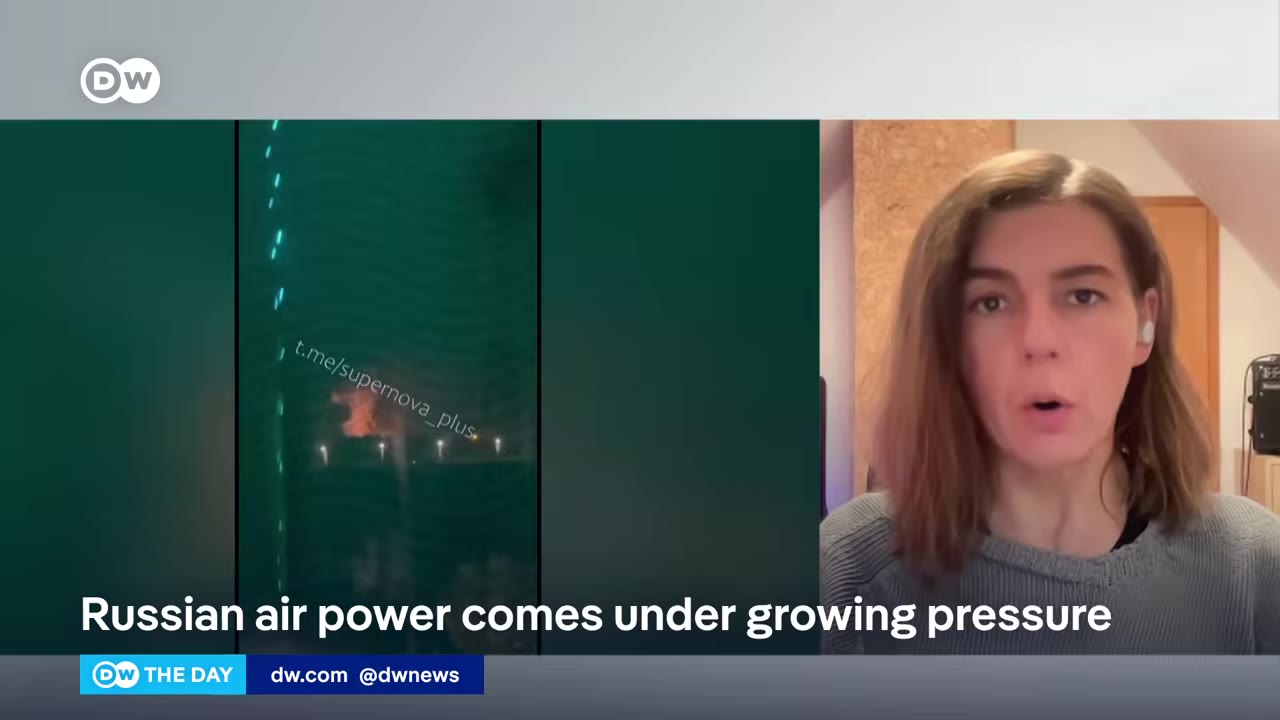 DW
t.me/supernova_plus
Russian air power comes under growing pressure
DW THE DAY
dw.com @dwnews